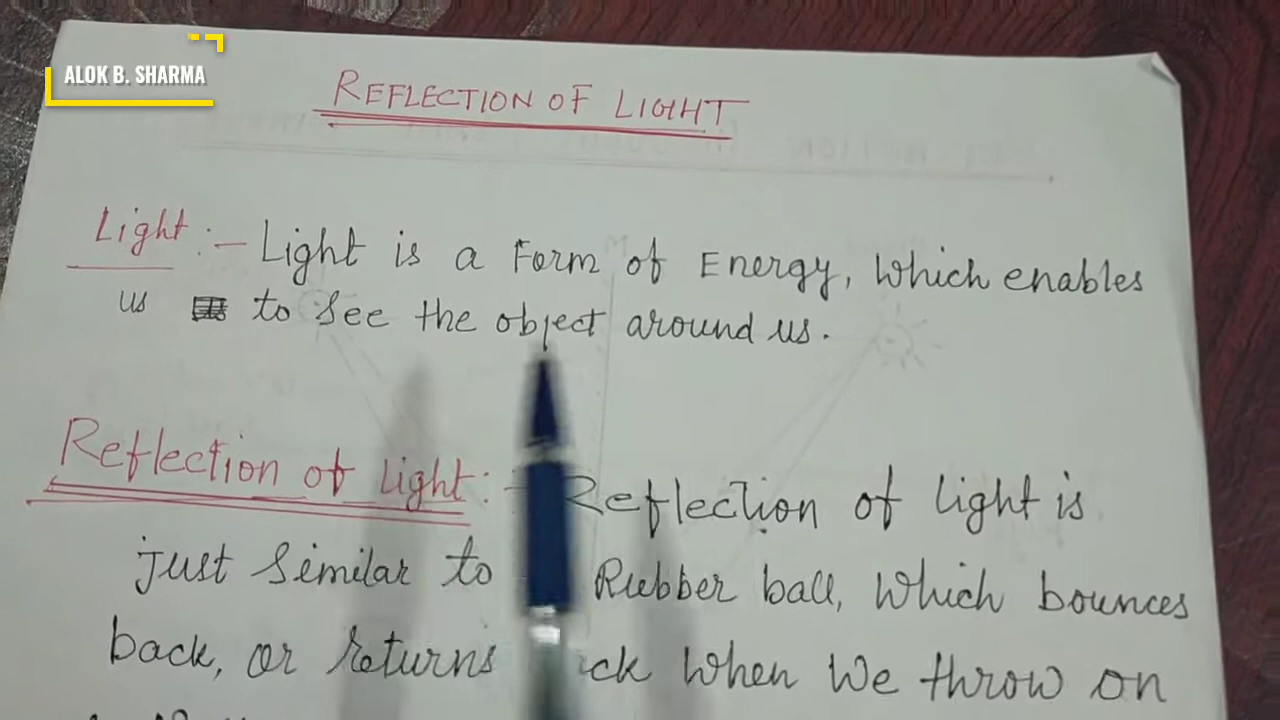 ALOK B. SHARMA
REFLECTION OF LIGHT
Light :- Light is a Form of Energy, which enables
us to see the object around us.
Reflection of light :- Reflection of light is
just similar to Rubber ball, which bounces
back, or returns when we throw on